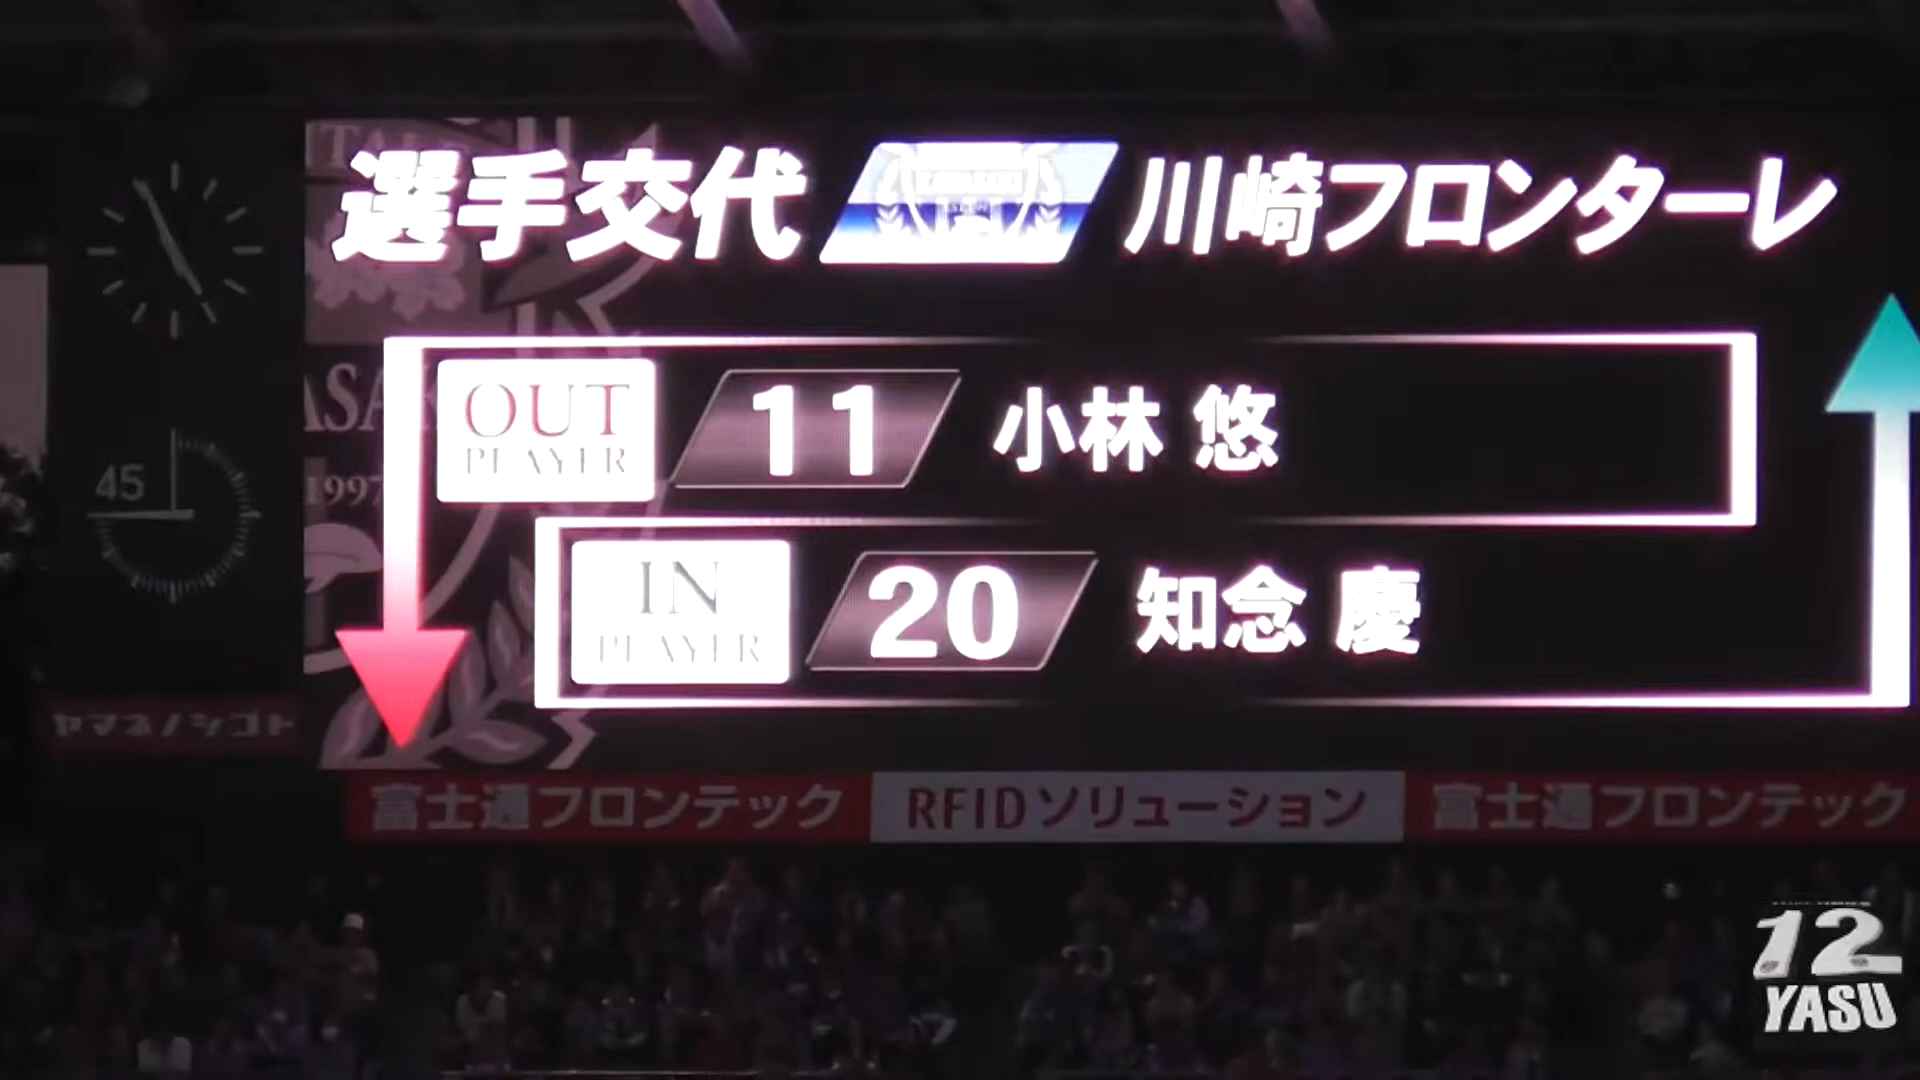 選手交代 川崎フロンターレ
OUT
PLAYER
11 小林 悠
IN
PLAYER
20 知念 慶
45
1997
ヤマネノシゴト
富士通フロンテック RFIDソリューション 富士通フロンテック
12
YASU